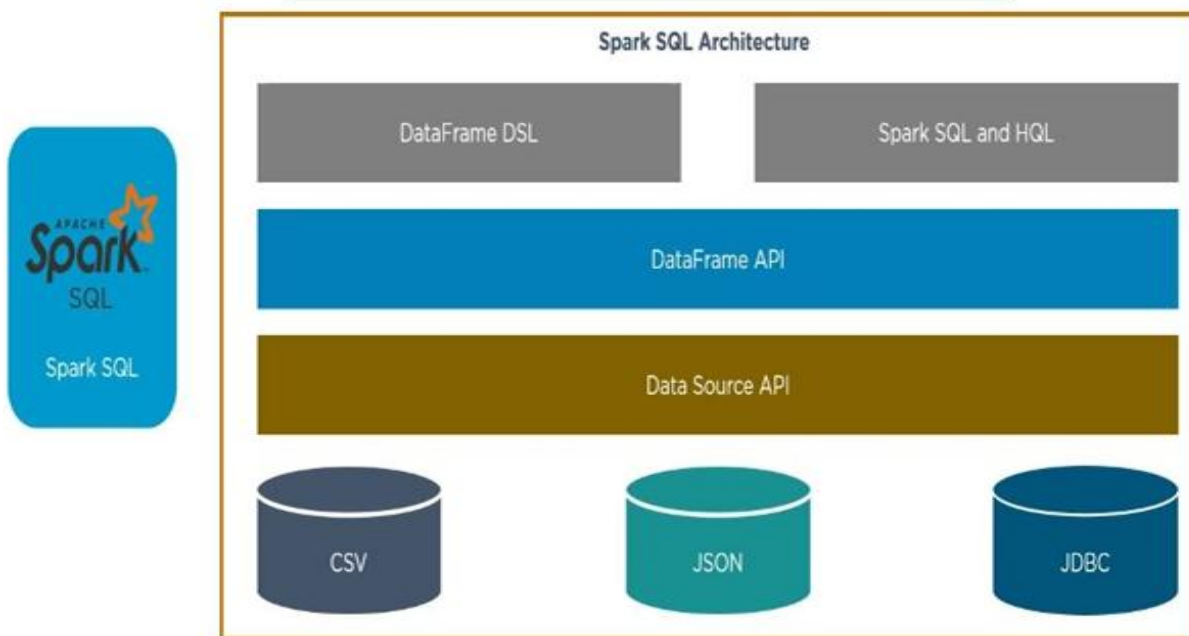 Spark SQL Architecture
DataFrame DSL
Spark SQL and HQL
APACHE
Spark
SQL
Spark SQL
DataFrame API
Data Source API
CSV
JSON
JDBC